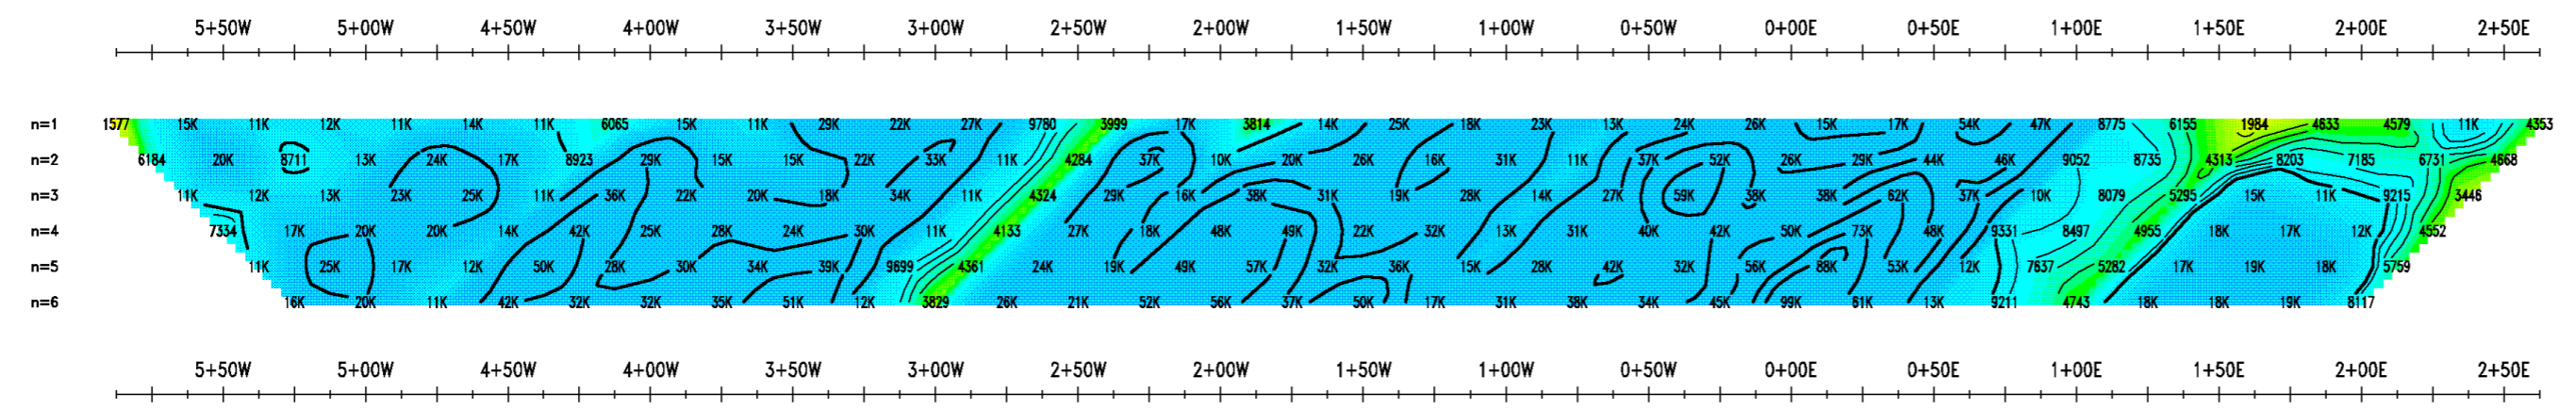 5+50W 5+00W 4+50W 4+00W 3+50W 3+00W 2+50W 2+00W 1+50W 1+00W 0+50W 0+00E 0+50E 1+00E 1+50E 2+00E 2+50E
n=1 1577 15K 11K 12K 11K 14K 11K 6065 15K 11K 29K 22K 27K 9780 3999 17K 3814 14K 25K 18K 23K 13K 24K 26K 15K 17K 54K 47K 8775 6155 1984 4633 4579 11K 4353
n=2 6184 20K 8711 13K 24K 17K 8923 29K 15K 15K 22K 33K 11K 4284 37K 10K 20K 26K 16K 31K 11K 37K 52K 26K 29K 44K 46K 9052 8735 4313 8203 7185 6731 4668
n=3 11K 12K 13K 23K 25K 11K 36K 22K 20K 18K 34K 11K 4324 29K 16K 38K 31K 19K 28K 14K 27K 59K 38K 38K 62K 37K 10K 8079 5295 15K 11K 9215 3446
n=4 7334 17K 20K 20K 14K 42K 25K 28K 24K 30K 11K 4133 27K 18K 48K 49K 22K 32K 13K 31K 40K 42K 50K 73K 48K 9331 8497 4955 18K 17K 12K 4552
n=5 11K 25K 17K 12K 50K 28K 30K 34K 39K 9699 4361 24K 19K 49K 57K 32K 36K 15K 28K 42K 32K 56K 88K 53K 12K 7637 5282 17K 19K 18K 5759
n=6 16K 20K 11K 42K 32K 32K 35K 51K 12K 3829 26K 21K 52K 56K 37K 50K 17K 31K 38K 34K 45K 99K 61K 13K 9211 4743 18K 18K 19K 8117
5+50W 5+00W 4+50W 4+00W 3+50W 3+00W 2+50W 2+00W 1+50W 1+00W 0+50W 0+00E 0+50E 1+00E 1+50E 2+00E 2+50E